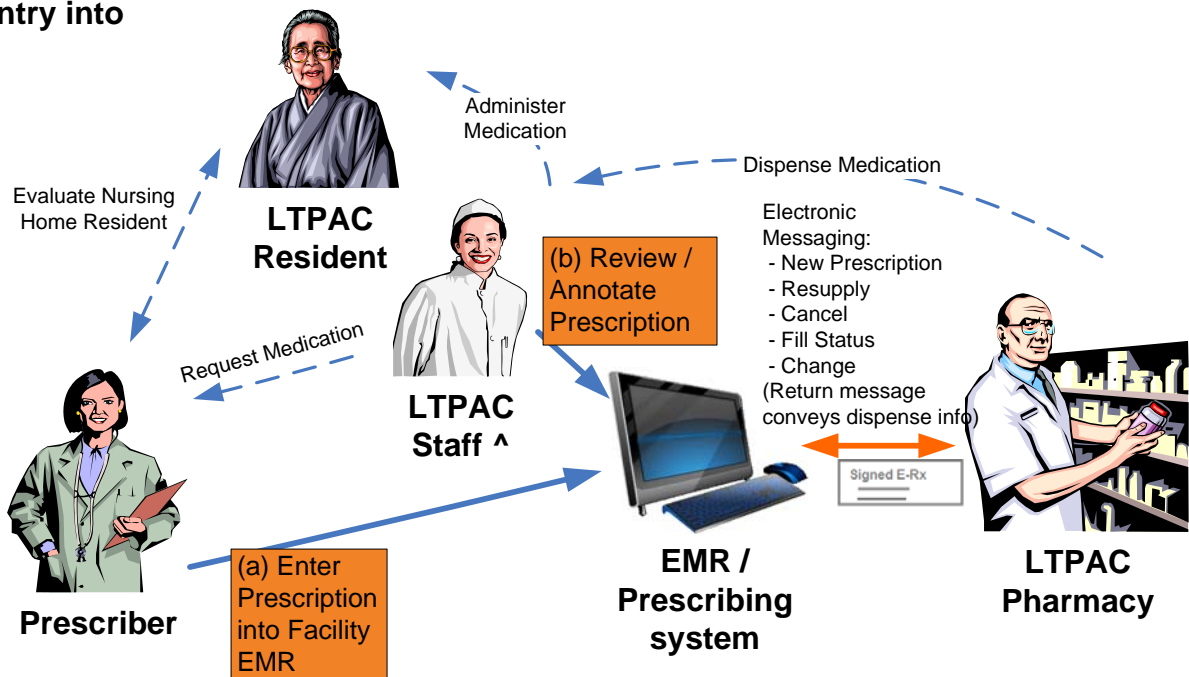 ntry into
Administer
Medication
Dispense Medication
Evaluate Nursing
Home Resident
LTPAC
Resident
Electronic
Messaging:
- New Prescription
- Resupply
- Cancel
- Fill Status
- Change
(Return message
conveys dispense info)
(b) Review /
Annotate
Prescription
Request Medication
LTPAC
Staff ^
Signed E-Rx
Prescriber
(a) Enter
Prescription
into Facility
EMR
EMR /
Prescribing
system
LTPAC
Pharmacy